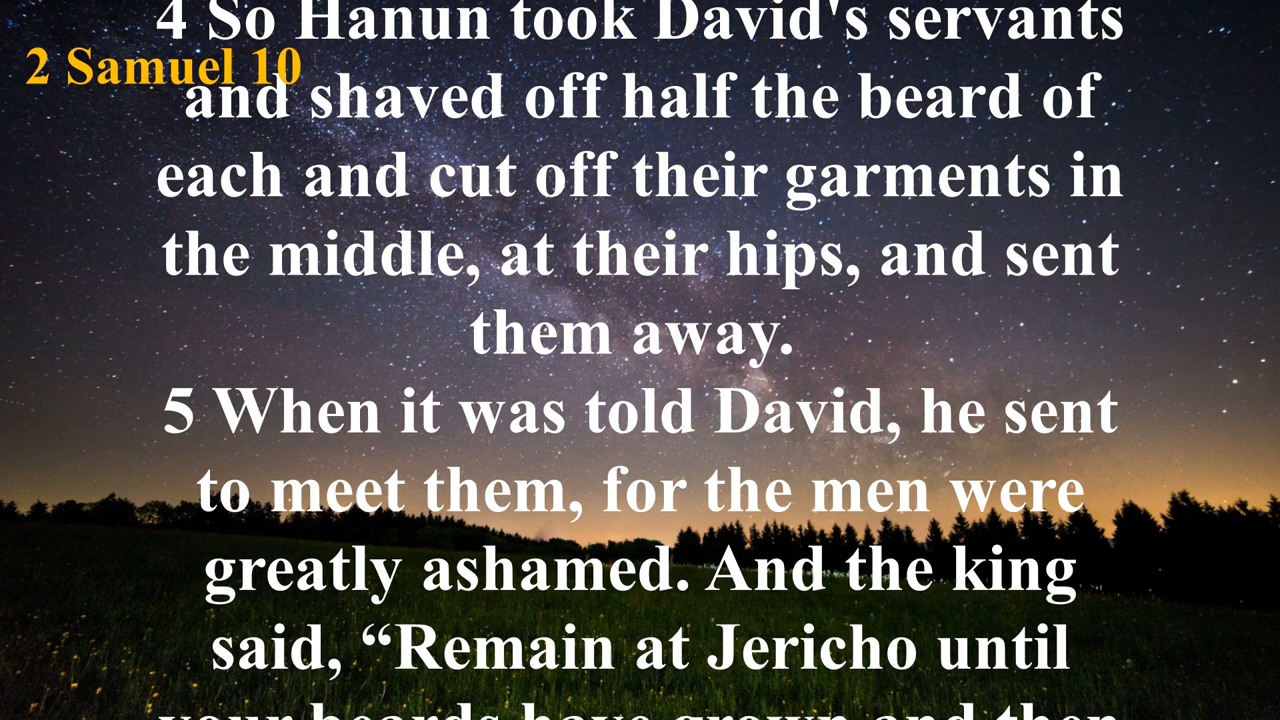 4 So Hanun took David's servants
2 Samuel 10
and shaved off half the beard of
each and cut off their garments in
the middle, at their hips, and sent
them away.
5 When it was told David, he sent
to meet them, for the men were
greatly ashamed. And the king
said, “Remain at Jericho until
your beards have grown and then